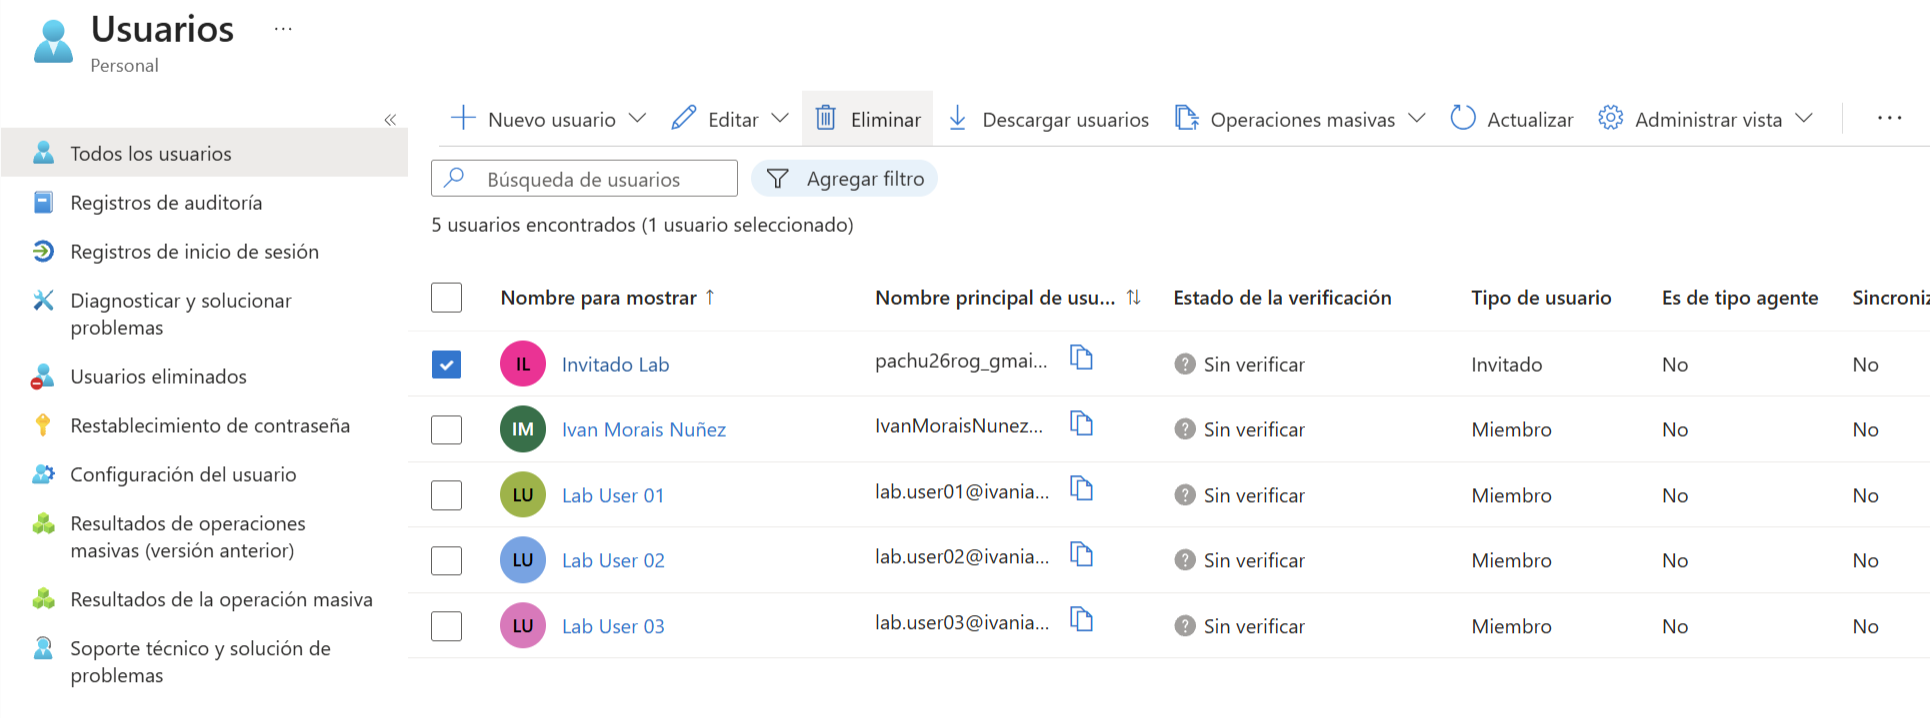 Usuarios ...
Personal
«
Nuevo usuario
Editar
Eliminar
Descargar usuarios
Operaciones masivas
Actualizar
Administrar vista
...
Todos los usuarios
Registros de auditoría
Registros de inicio de sesión
Diagnosticar y solucionar
problemas
Usuarios eliminados
Restablecimiento de contraseña
Configuración del usuario
Resultados de operaciones
masivas (versión anterior)
Resultados de la operación masiva
Soporte técnico y solución de
problemas
Búsqueda de usuarios
Agregar filtro
5 usuarios encontrados (1 usuario seleccionado)
Nombre para mostrar ↑ Nombre principal de usu... ↑↓ Estado de la verificación Tipo de usuario Es de tipo agente Sincroniz
IL Invitado Lab pachu26rog_gmai... ? Sin verificar Invitado No No
IM Ivan Morais Nuñez IvanMoraisNunez... ? Sin verificar Miembro No No
LU Lab User 01 lab.user01@ivania... ? Sin verificar Miembro No No
LU Lab User 02 lab.user02@ivania... ? Sin verificar Miembro No No
LU Lab User 03 lab.user03@ivania... ? Sin verificar Miembro No No